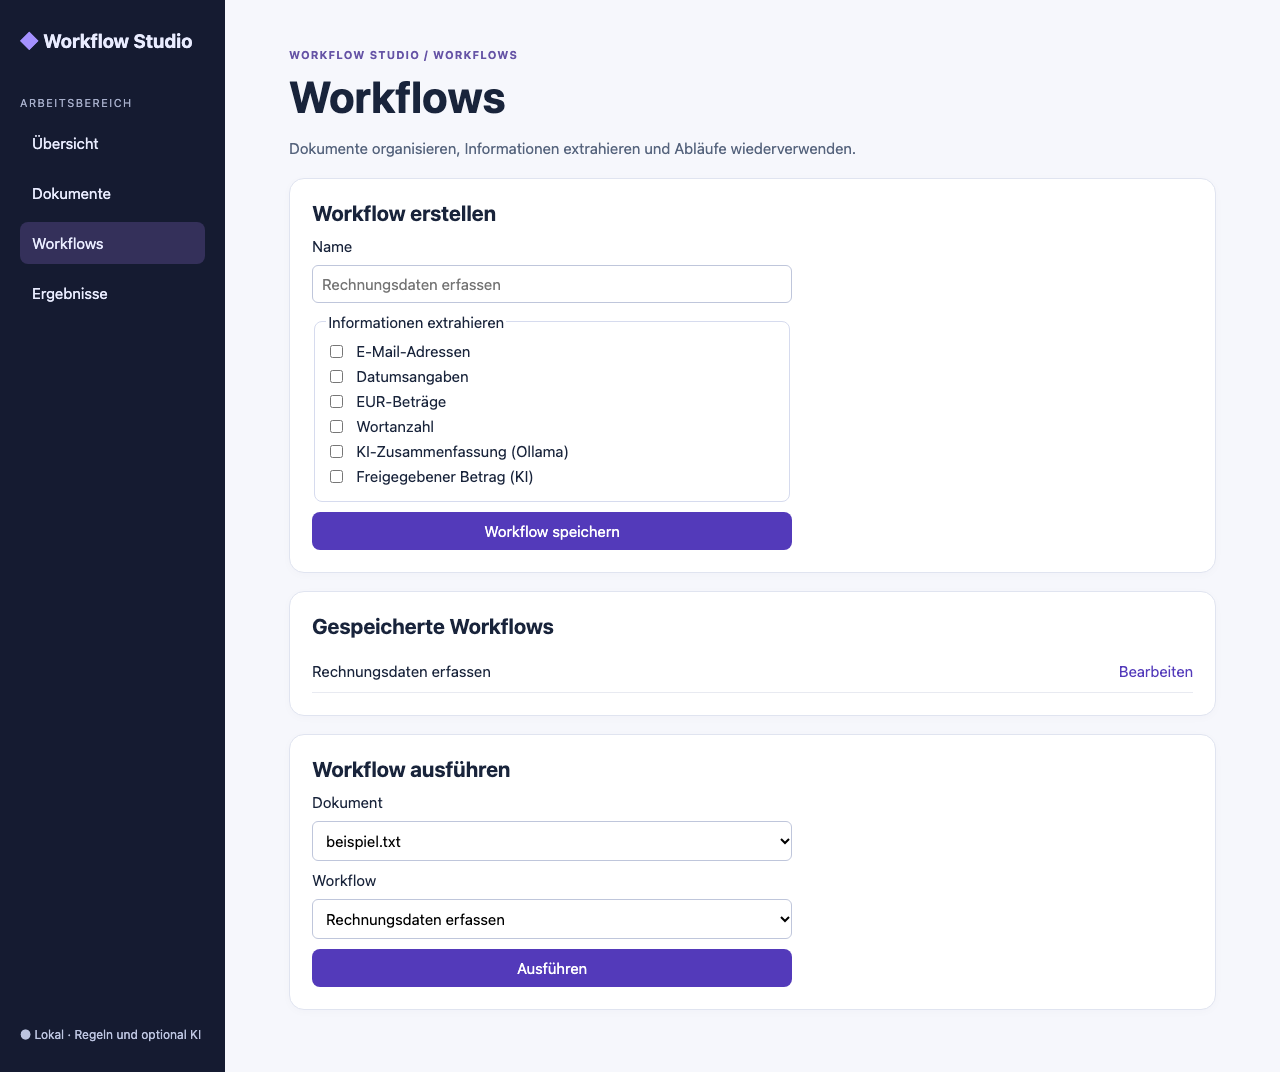 Workflow Studio
ARBEITSBEREICH
Übersicht
Dokumente
Workflows
Ergebnisse
Lokal · Regeln und optional KI
WORKFLOW STUDIO / WORKFLOWS
Workflows
Dokumente organisieren, Informationen extrahieren und Abläufe wiederverwenden.
Workflow erstellen
Name
Rechnungsdaten erfassen
Informationen extrahieren
E-Mail-Adressen
Datumsangaben
EUR-Beträge
Wortanzahl
KI-Zusammenfassung (Ollama)
Freigegebener Betrag (KI)
Workflow speichern
Gespeicherte Workflows
Rechnungsdaten erfassen Bearbeiten
Workflow ausführen
Dokument
beispiel.txt
Workflow
Rechnungsdaten erfassen
Ausführen